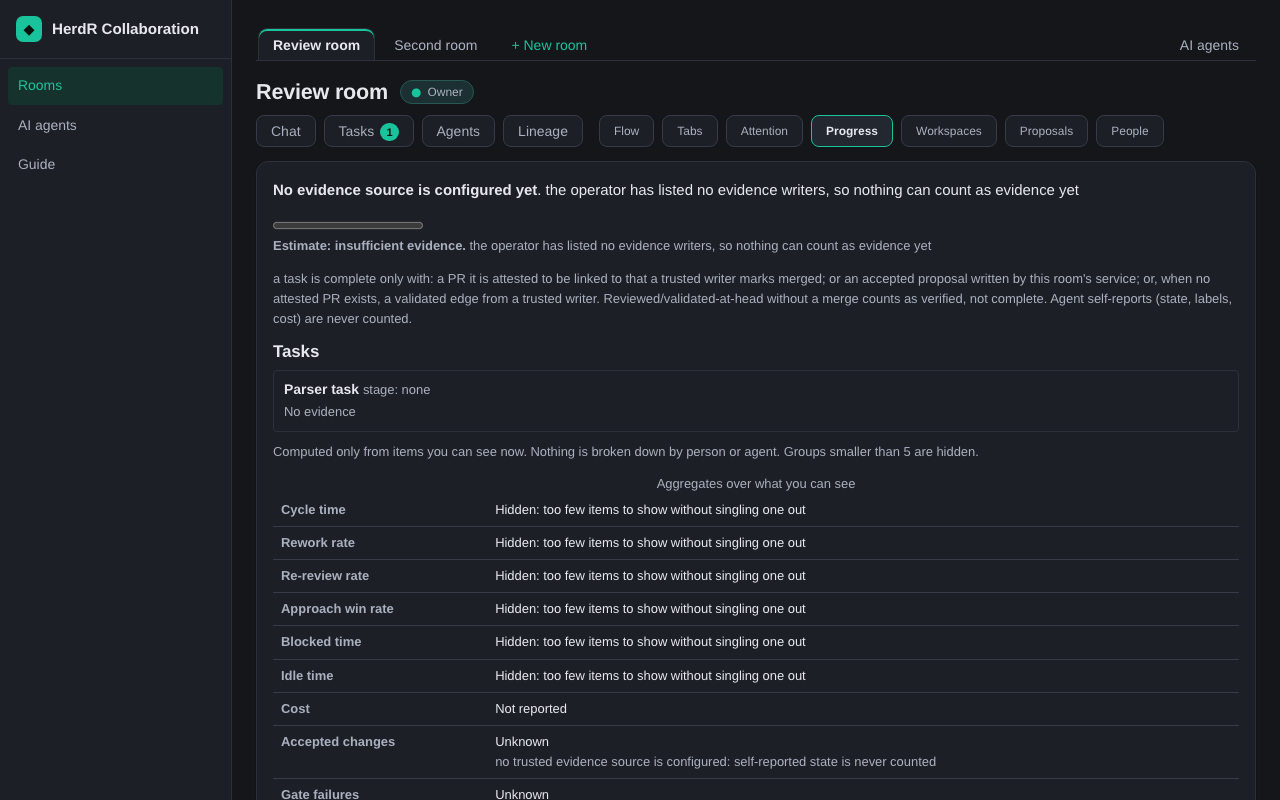 HerdR Collaboration
Rooms
AI agents
Guide
Review room
Second room
+ New room
AI agents
Review room
Owner
Chat
Tasks 1
Agents
Lineage
Flow
Tabs
Attention
Progress
Workspaces
Proposals
People
No evidence source is configured yet. the operator has listed no evidence writers, so nothing can count as evidence yet
Estimate: insufficient evidence. the operator has listed no evidence writers, so nothing can count as evidence yet
a task is complete only with: a PR it is attested to be linked to that a trusted writer marks merged; or an accepted proposal written by this room's service; or, when no
attested PR exists, a validated edge from a trusted writer. Reviewed/validated-at-head without a merge counts as verified, not complete. Agent self-reports (state, labels,
cost) are never counted.
Tasks
Parser task stage: none
No evidence
Computed only from items you can see now. Nothing is broken down by person or agent. Groups smaller than 5 are hidden.
Aggregates over what you can see
Cycle time Hidden: too few items to show without singling one out
Rework rate Hidden: too few items to show without singling one out
Re-review rate Hidden: too few items to show without singling one out
Approach win rate Hidden: too few items to show without singling one out
Blocked time Hidden: too few items to show without singling one out
Idle time Hidden: too few items to show without singling one out
Cost Not reported
Accepted changes Unknown
no trusted evidence source is configured: self-reported state is never counted
Gate failures Unknown